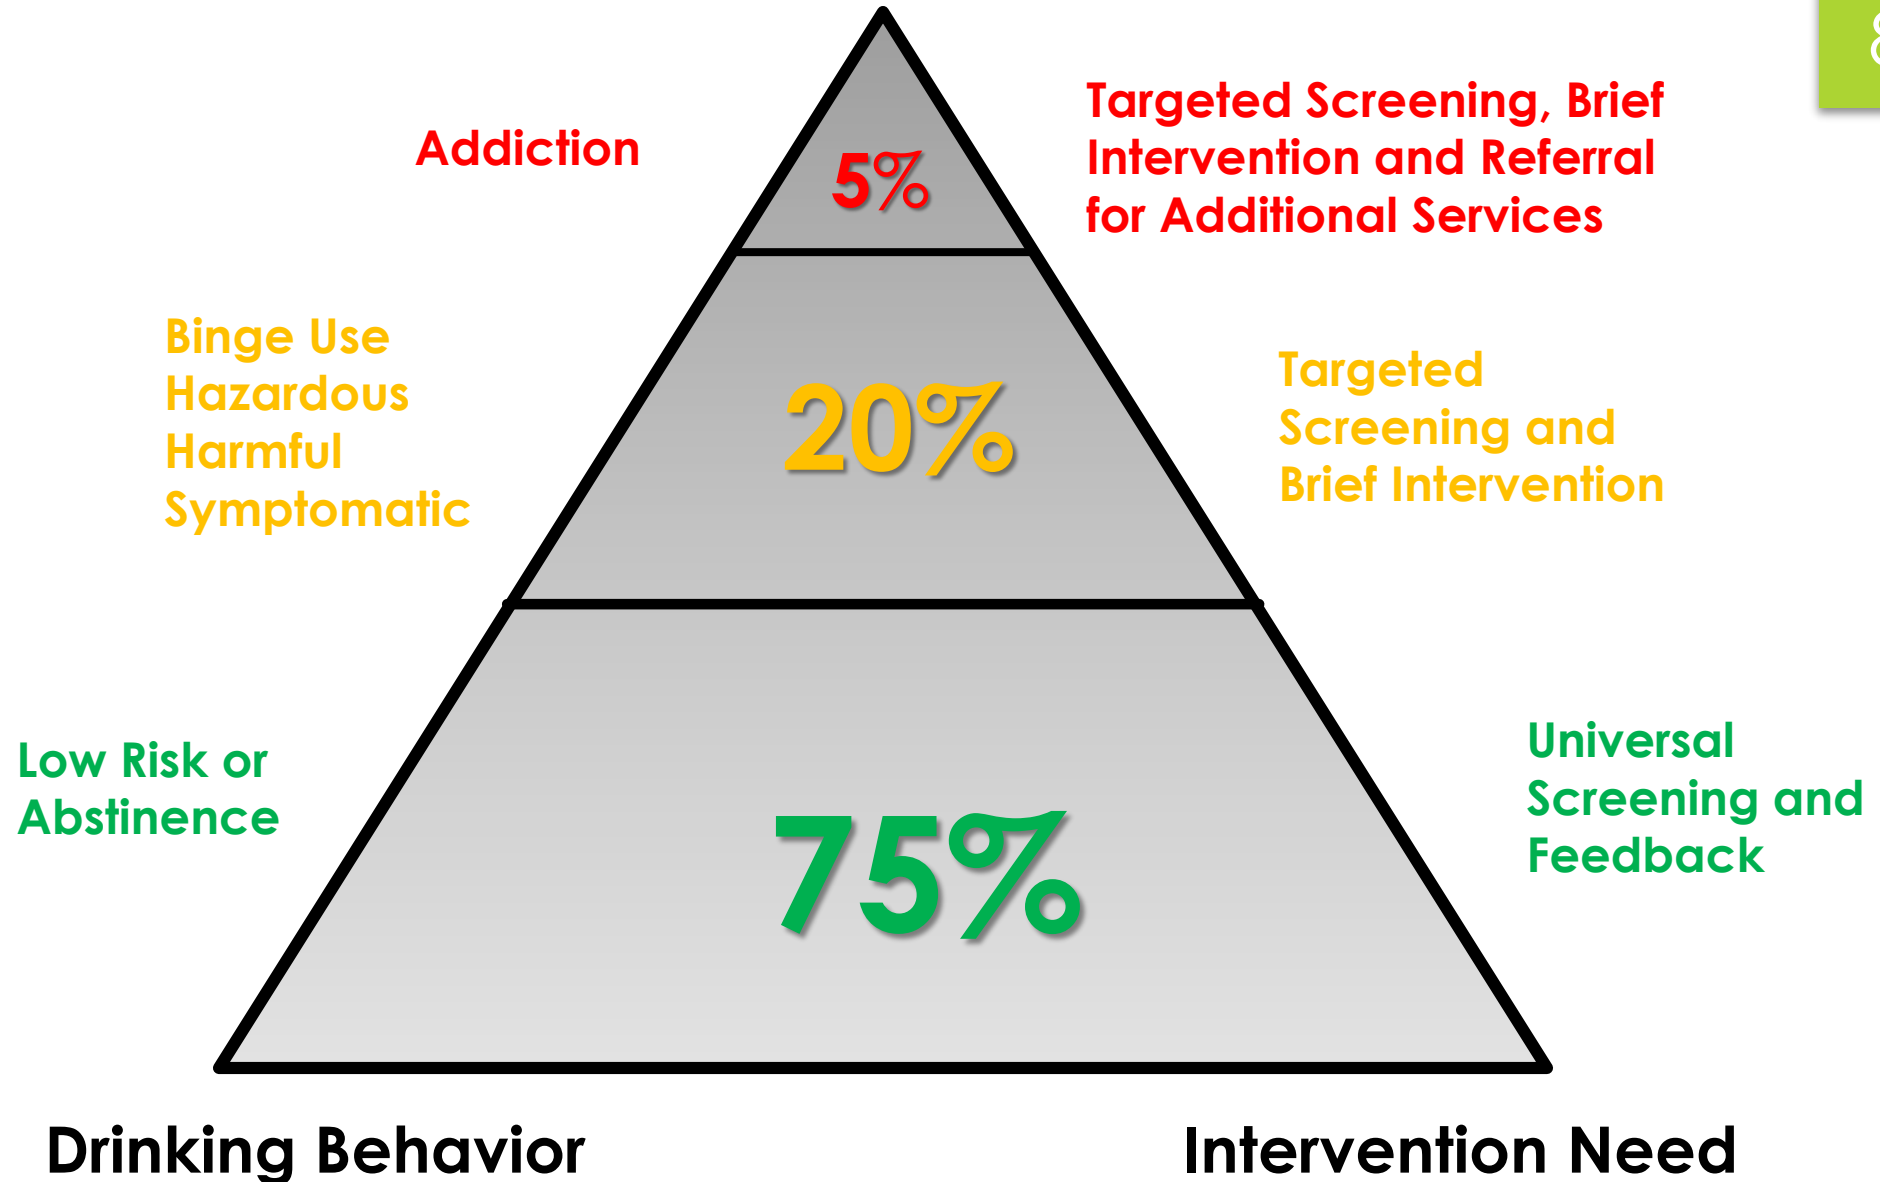 8
Addiction
5%
Targeted Screening, Brief
Intervention and Referral
for Additional Services
Binge Use
Hazardous
Harmful
Symptomatic
20%
Targeted
Screening and
Brief Intervention
Low Risk or
Abstinence
75%
Universal
Screening and
Feedback
Drinking Behavior
Intervention Need